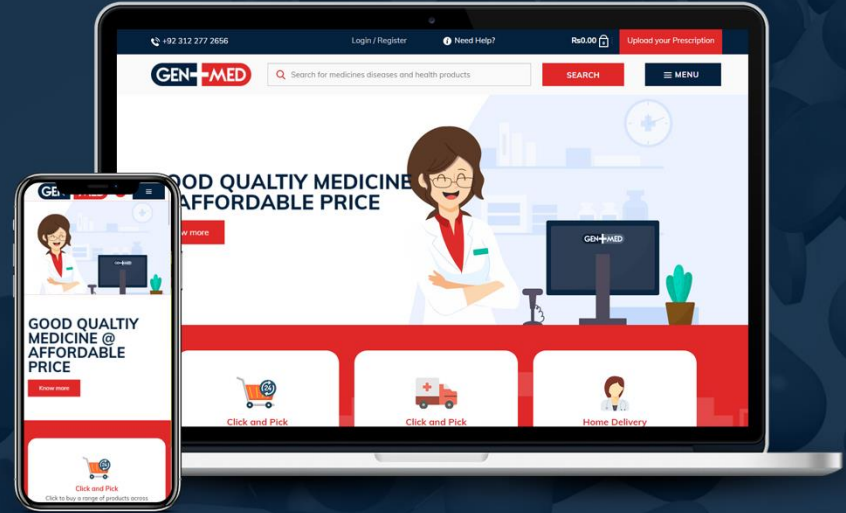 +92 312 277 2656 Login / Register Need Help? Rs0.00 Upload your Prescription
GEN MED Search for medicines diseases and health products SEARCH MENU
OOD QUALTIY MEDICINE
AFFORDABLE PRICE
more
GEN MED
Click and Pick Click and Pick Home Delivery
GOOD QUALTIY
MEDICINE @
AFFORDABLE
PRICE
Know more
24
Click and Pick
Click to buy a range of products across